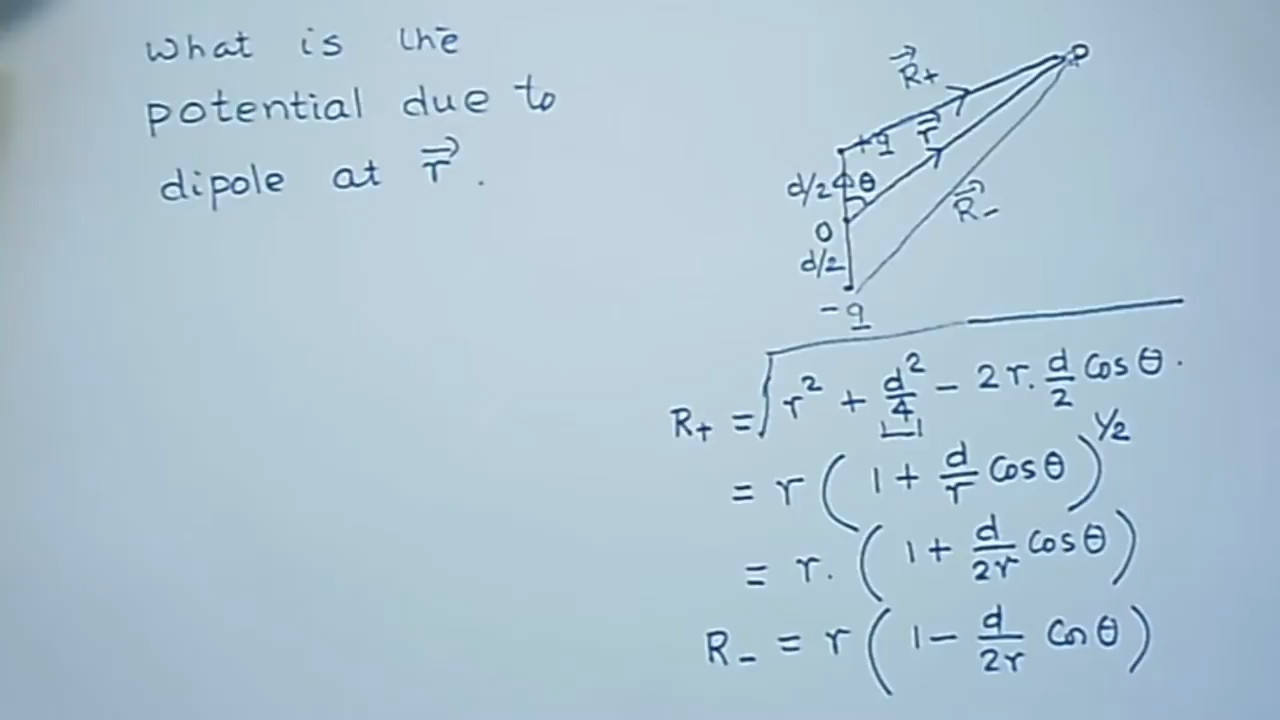 What is the
potential due to
dipole at r⃗ .
P
R⃗+
+q
r⃗
d/2 θ
O
R⃗-
d/2
-q
R+ = √(r² + d²/4 - 2r. d/2 Cosθ .
= r ( 1 + d/r Cosθ )^1/2
= r. ( 1 + d/2r Cosθ )
R- = r ( 1 - d/2r Cosθ )